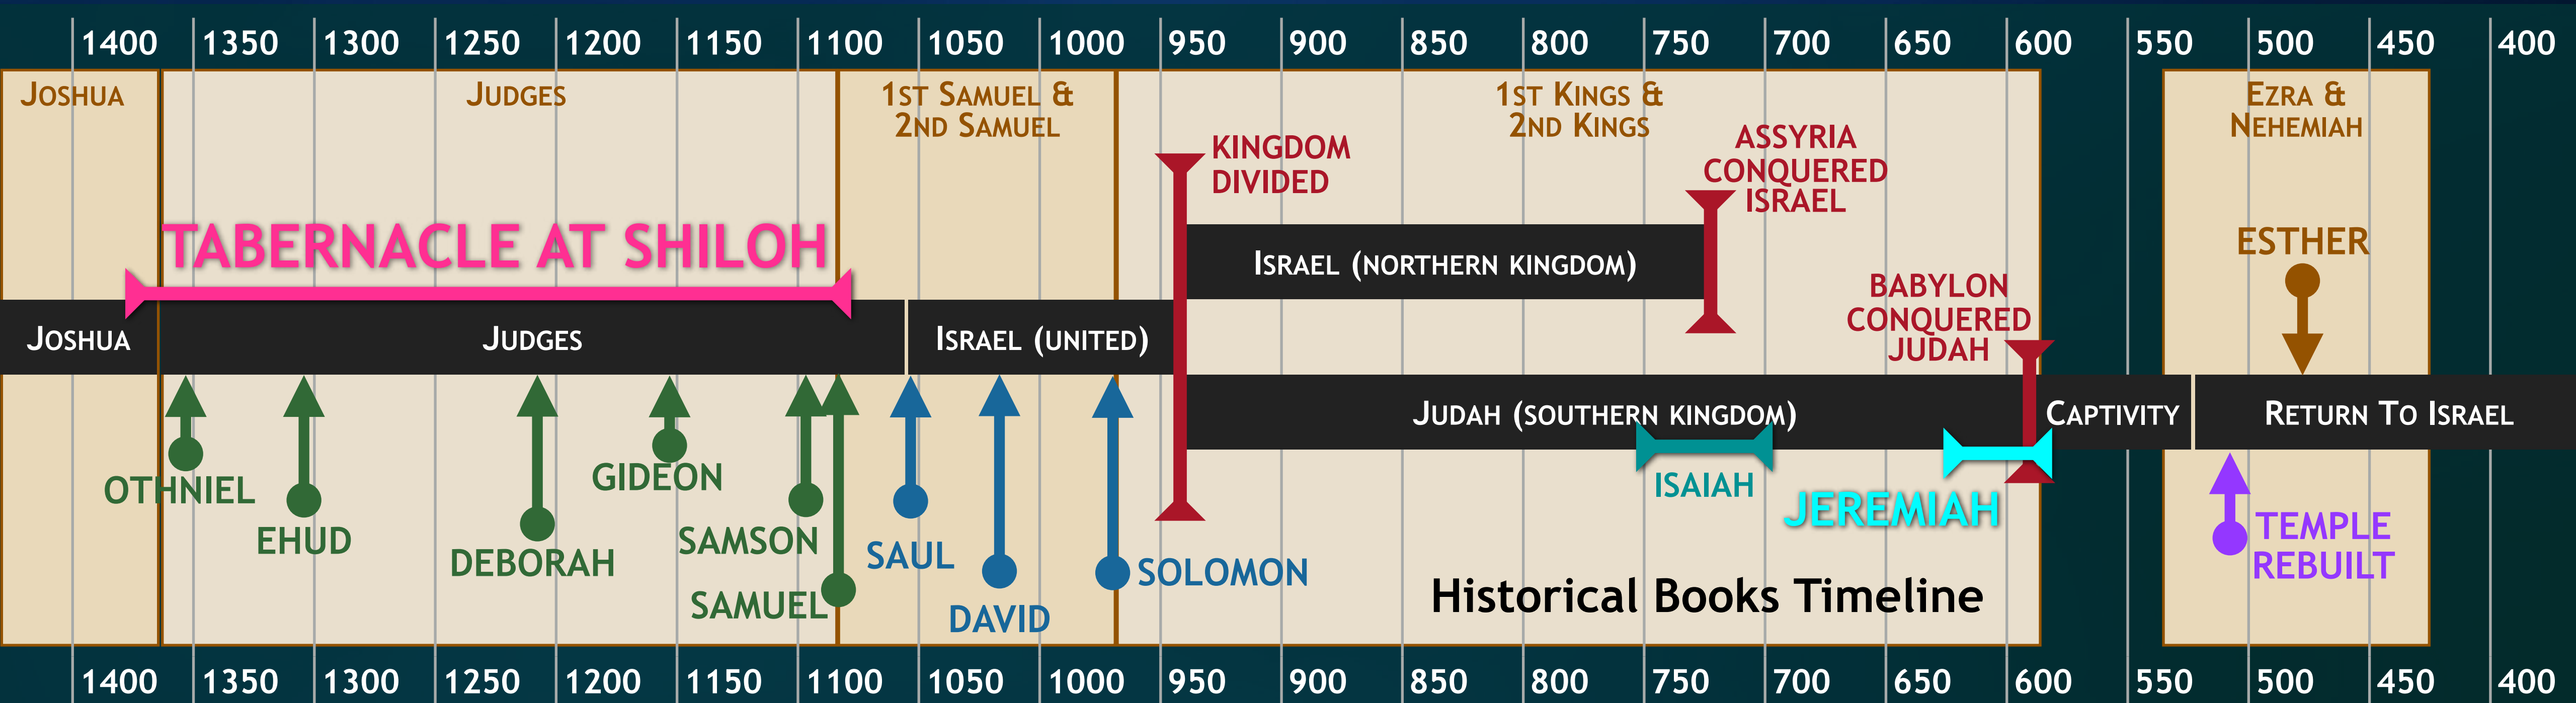 1400 1350 1300 1250 1200 1150 1100 1050 1000 950 900 850 800 750 700 650 600 550 500 450 400
JOSHUA
JUDGES
1ST SAMUEL &
2ND SAMUEL
1ST KINGS &
2ND KINGS
EZRA &
NEHEMIAH
KINGDOM
DIVIDED
ASSYRIA
CONQUERED
ISRAEL
TABERNACLE AT SHILOH
ISRAEL (NORTHERN KINGDOM)
ESTHER
BABYLON
CONQUERED
JUDAH
JOSHUA
JUDGES
ISRAEL (UNITED)
JUDAH (SOUTHERN KINGDOM)
CAPTIVITY
RETURN TO ISRAEL
OTHNIEL
EHUD
DEBORAH
GIDEON
SAMSON
SAMUEL
SAUL
DAVID
SOLOMON
ISAIAH
JEREMIAH
TEMPLE
REBUILT
Historical Books Timeline
1400 1350 1300 1250 1200 1150 1100 1050 1000 950 900 850 800 750 700 650 600 550 500 450 400